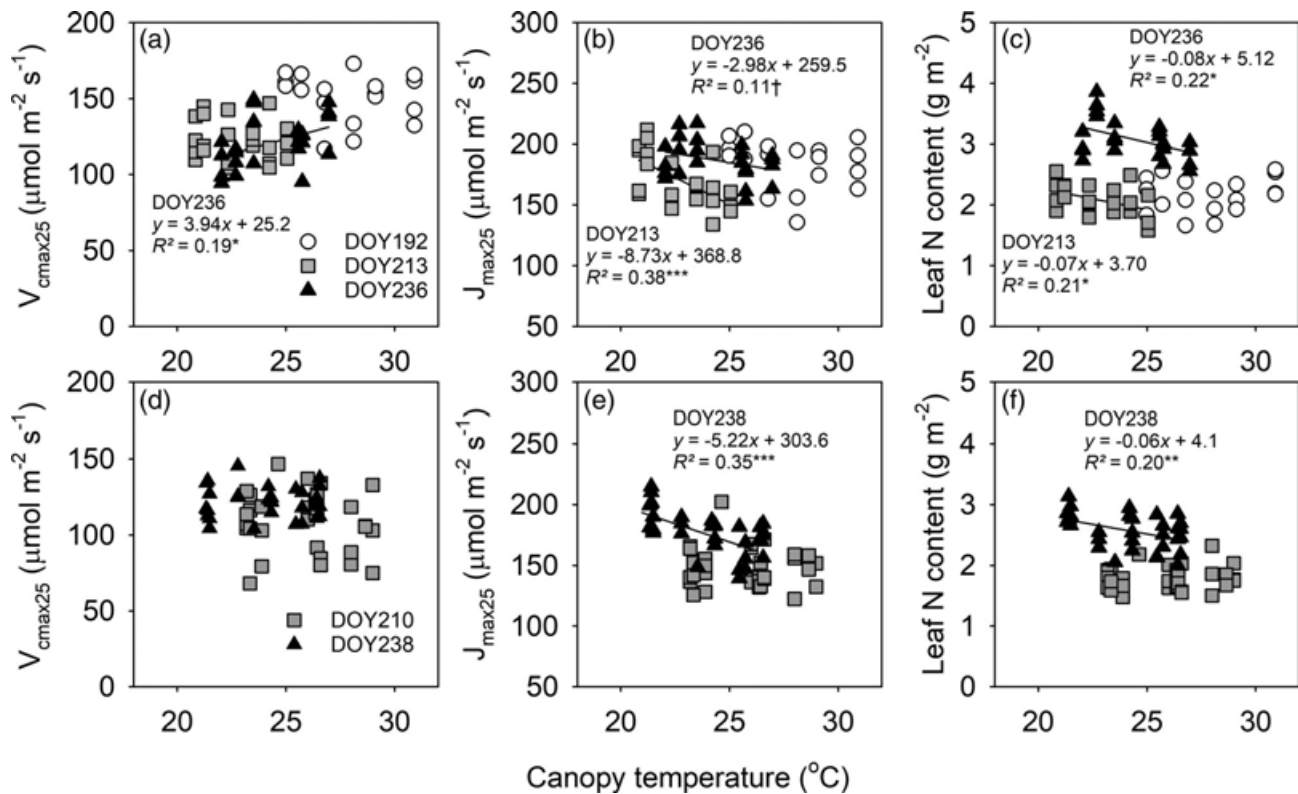 (a)
V_cmax25 (μmol m⁻² s⁻¹)
200
150
100
50
0
DOY236
y = 3.94x + 25.2
R² = 0.19*
DOY192
DOY213
DOY236
20 25 30
(b)
J_max25 (μmol m⁻² s⁻¹)
300
250
200
150
100
50
DOY236
y = -2.98x + 259.5
R² = 0.11†
DOY213
y = -8.73x + 368.8
R² = 0.38***
20 25 30
(c)
Leaf N content (g m⁻²)
5
4
3
2
1
0
DOY236
y = -0.08x + 5.12
R² = 0.22*
DOY213
y = -0.07x + 3.70
R² = 0.21*
20 25 30
(d)
V_cmax25 (μmol m⁻² s⁻¹)
200
150
100
50
0
DOY210
DOY238
20 25 30
(e)
J_max25 (μmol m⁻² s⁻¹)
300
250
200
150
100
50
DOY238
y = -5.22x + 303.6
R² = 0.35***
20 25 30
(f)
Leaf N content (g m⁻²)
5
4
3
2
1
0
DOY238
y = -0.06x + 4.1
R² = 0.20**
20 25 30
Canopy temperature (°C)